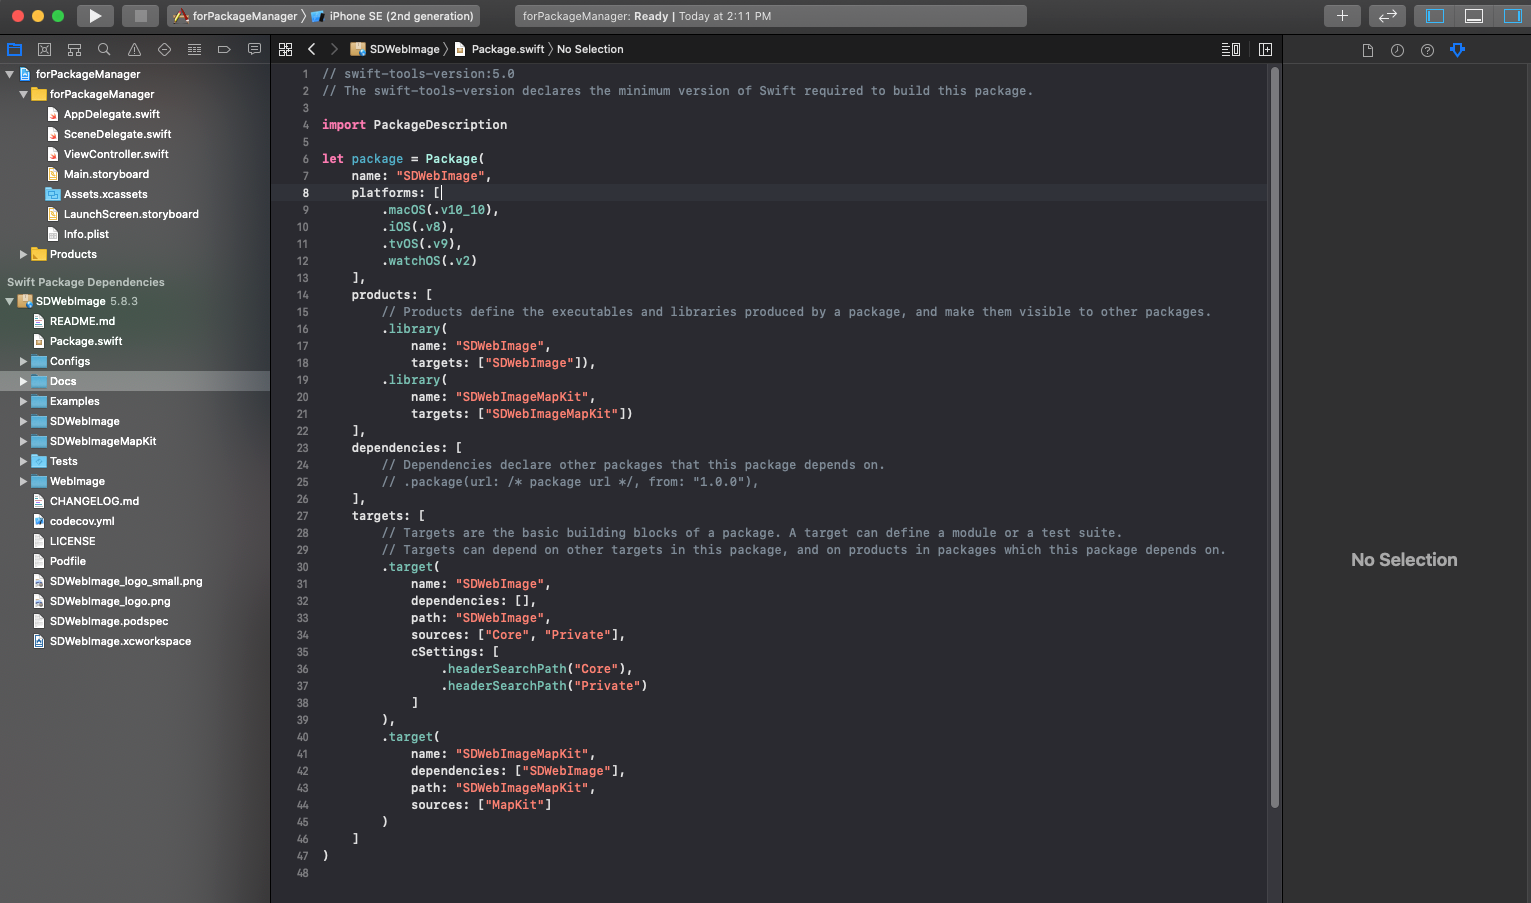 forPackageManager
iPhone SE (2nd generation)
forPackageManager: Ready | Today at 2:11 PM
SDWebImage
Package.swift
No Selection
forPackageManager
forPackageManager
AppDelegate.swift
SceneDelegate.swift
ViewController.swift
Main.storyboard
Assets.xcassets
LaunchScreen.storyboard
Info.plist
Products
Swift Package Dependencies
SDWebImage 5.8.3
README.md
Package.swift
Configs
Docs
Examples
SDWebImage
SDWebImageMapKit
Tests
WebImage
CHANGELOG.md
codecov.yml
LICENSE
Podfile
SDWebImage_logo_small.png
SDWebImage_logo.png
SDWebImage.podspec
SDWebImage.xcworkspace
1 // swift-tools-version:5.0
2 // The swift-tools-version declares the minimum version of Swift required to build this package.
3
4 import PackageDescription
5
6 let package = Package(
7 name: "SDWebImage",
8 platforms: [
9 .macOS(.v10_10),
10 .iOS(.v8),
11 .tvOS(.v9),
12 .watchOS(.v2)
13 ],
14 products: [
15 // Products define the executables and libraries produced by a package, and make them visible to other packages.
16 .library(
17 name: "SDWebImage",
18 targets: ["SDWebImage"]),
19 .library(
20 name: "SDWebImageMapKit",
21 targets: ["SDWebImageMapKit"])
22 ],
23 dependencies: [
24 // Dependencies declare other packages that this package depends on.
25 // .package(url: /* package url */, from: "1.0.0"),
26 ],
27 targets: [
28 // Targets are the basic building blocks of a package. A target can define a module or a test suite.
29 // Targets can depend on other targets in this package, and on products in packages which this package depends on.
30 .target(
31 name: "SDWebImage",
32 dependencies: [],
33 path: "SDWebImage",
34 sources: ["Core", "Private"],
35 cSettings: [
36 .headerSearchPath("Core"),
37 .headerSearchPath("Private")
38 ]
39 ),
40 .target(
41 name: "SDWebImageMapKit",
42 dependencies: ["SDWebImage"],
43 path: "SDWebImageMapKit",
44 sources: ["MapKit"]
45 )
46 ]
47 )
48
No Selection